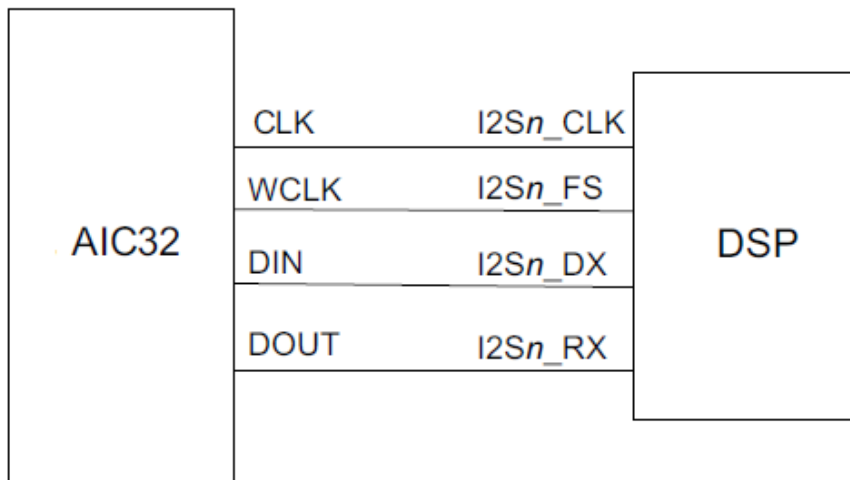 CLK I2Sn_CLK
WCLK I2Sn_FS
AIC32 DSP
DIN I2Sn_DX
DOUT I2Sn_RX